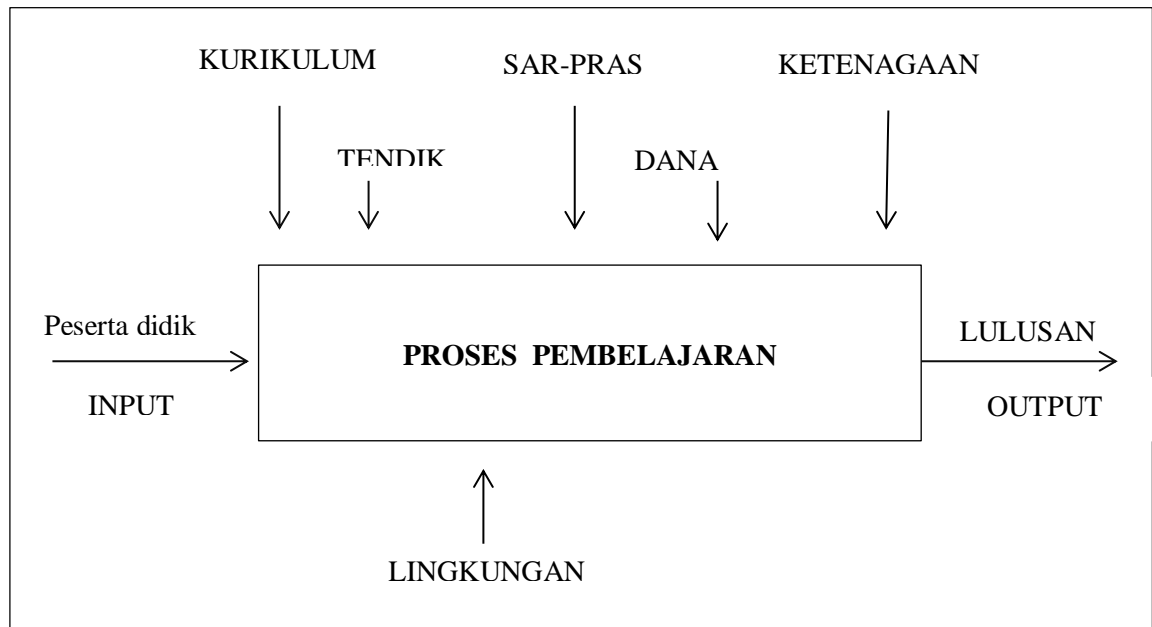 KURIKULUM SAR-PRAS KETENAGAAN
TENDIK DANA
Peserta didik
PROSES PEMBELAJARAN
LULUSAN
INPUT
OUTPUT
LINGKUNGAN